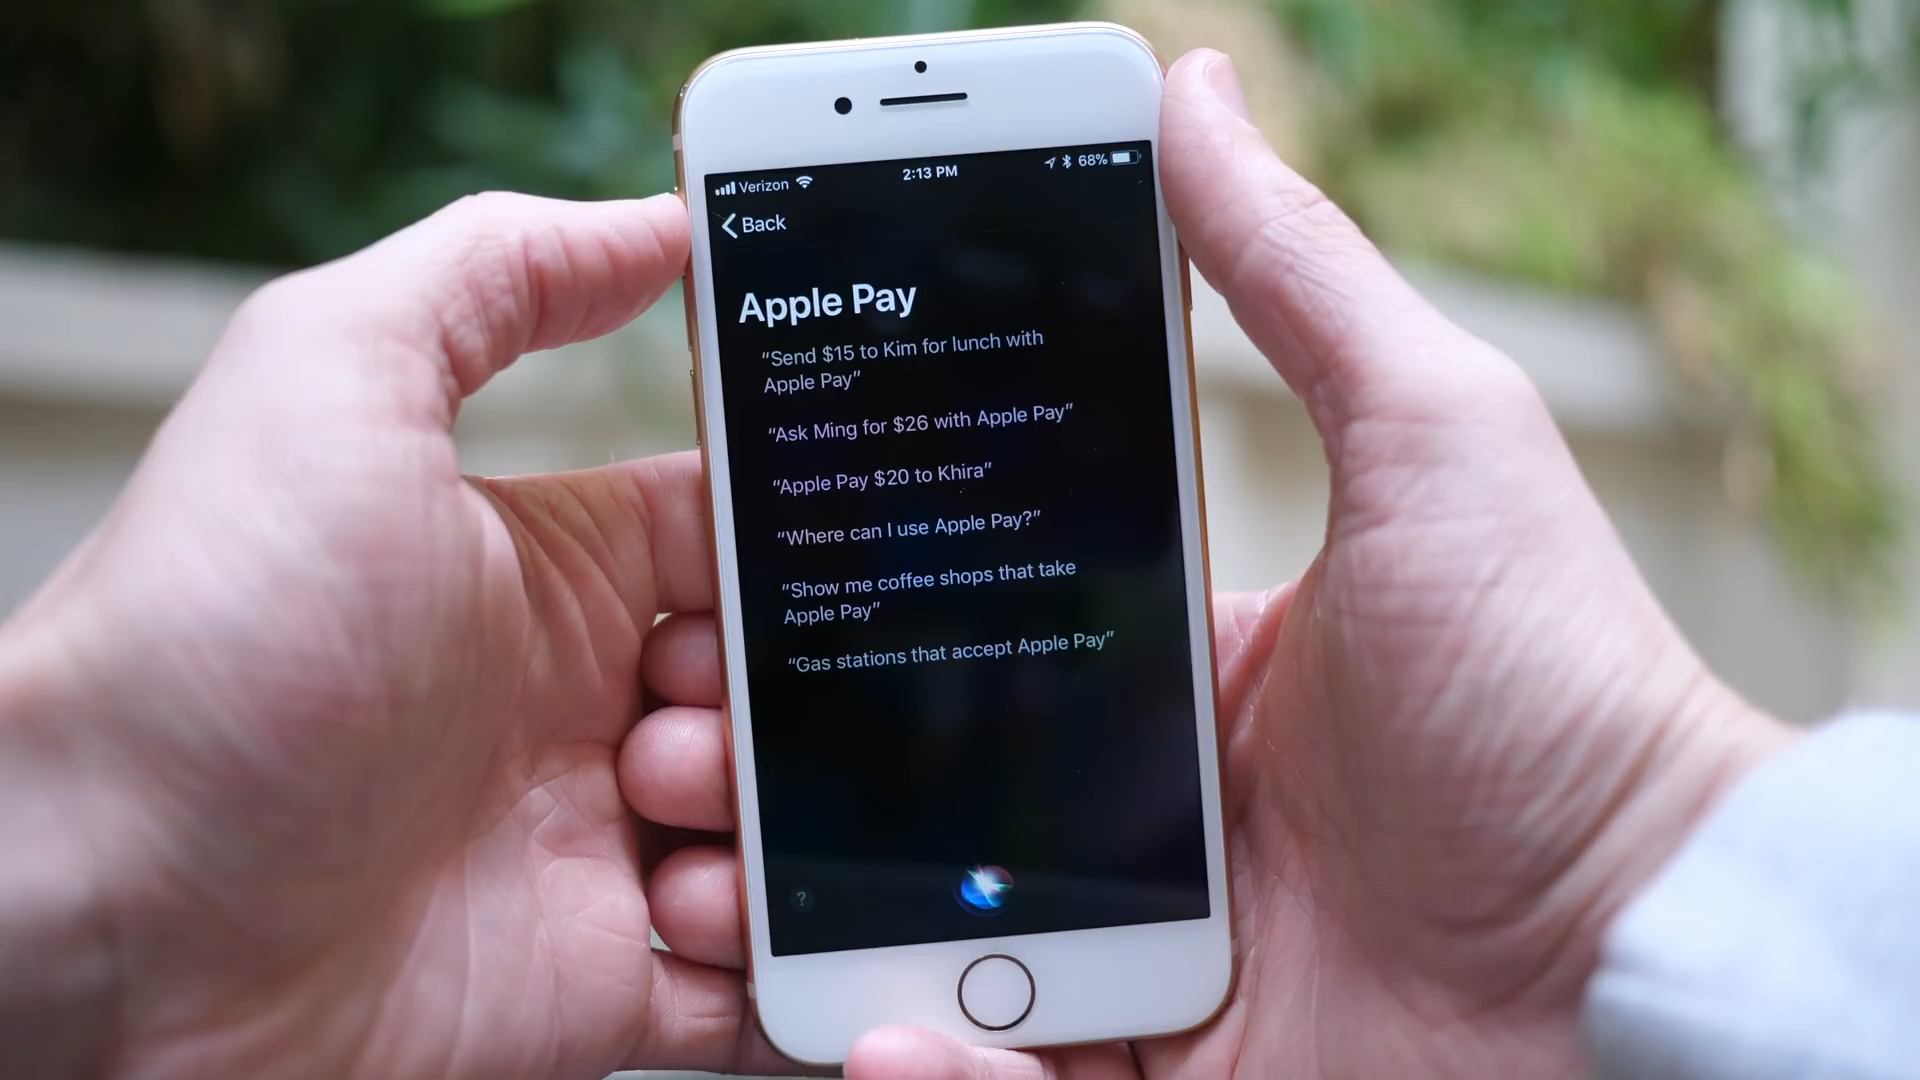 Verizon 2:13 PM 68%
Back
Apple Pay
“Send $15 to Kim for lunch with
Apple Pay”
“Ask Ming for $26 with Apple Pay”
“Apple Pay $20 to Khira”
“Where can I use Apple Pay?”
“Show me coffee shops that take
Apple Pay”
“Gas stations that accept Apple Pay”
?